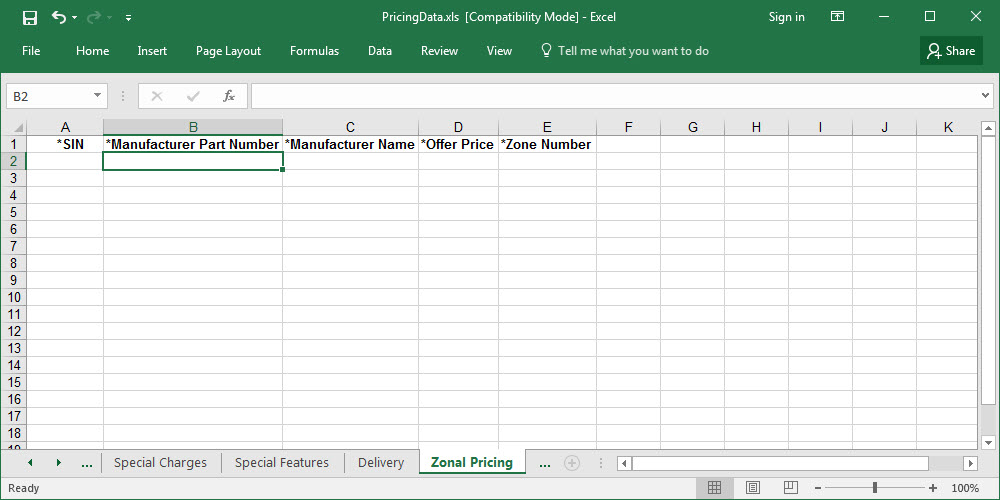 PricingData.xls [Compatibility Mode] - Excel Sign in
File Home Insert Page Layout Formulas Data Review View Tell me what you want to do Share
B2 fx
A B C D E F G H I J K
1 *SIN *Manufacturer Part Number *Manufacturer Name *Offer Price *Zone Number
2
3
4
5
6
7
8
9
10
11
12
13
14
15
16
17
18
19
... Special Charges Special Features Delivery Zonal Pricing ...
Ready 100%